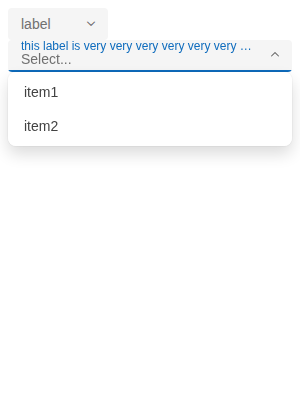 label
this label is very very very very very very …
Select...
item1
item2